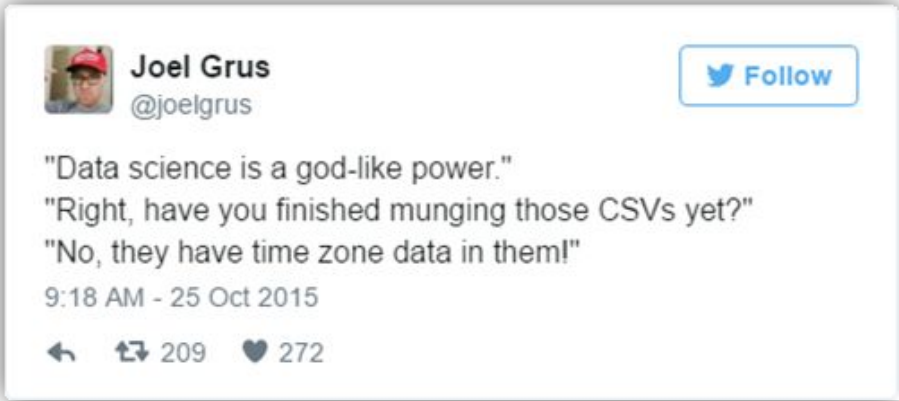 Joel Grus
Follow
@joelgrus
"Data science is a god-like power."
"Right, have you finished munging those CSVs yet?"
"No, they have time zone data in them!"
9:18 AM - 25 Oct 2015
209 272